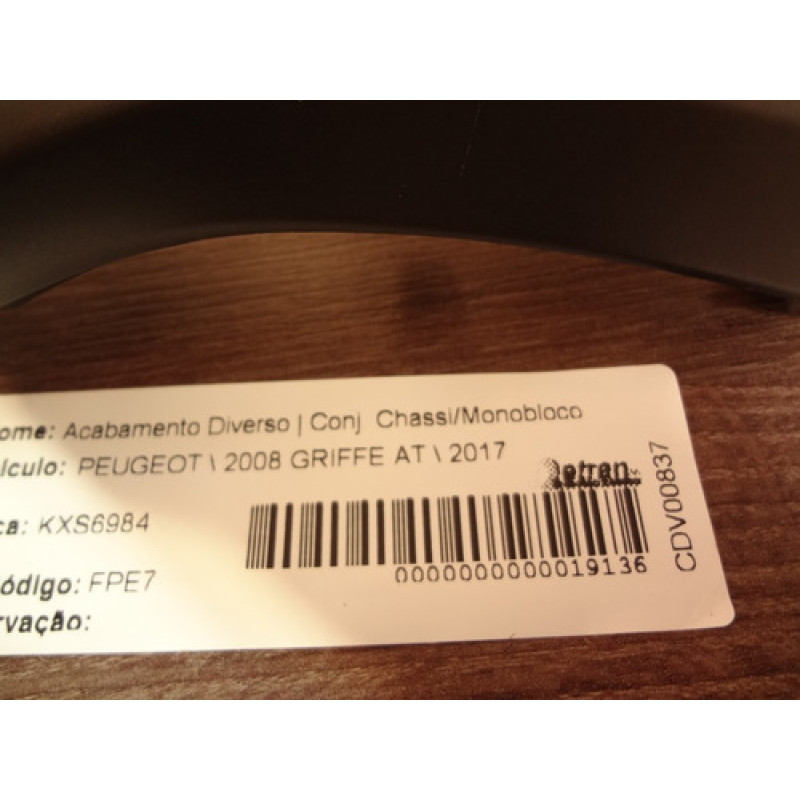 ome: Acabamento Diverso | Conj Chassi/Monobloco
ículo: PEUGEOT \ 2008 GRIFFE AT \ 2017
ca: KXS6984
ódigo: FPE7
rvação:
Detran
0000000000019136
CDV00837